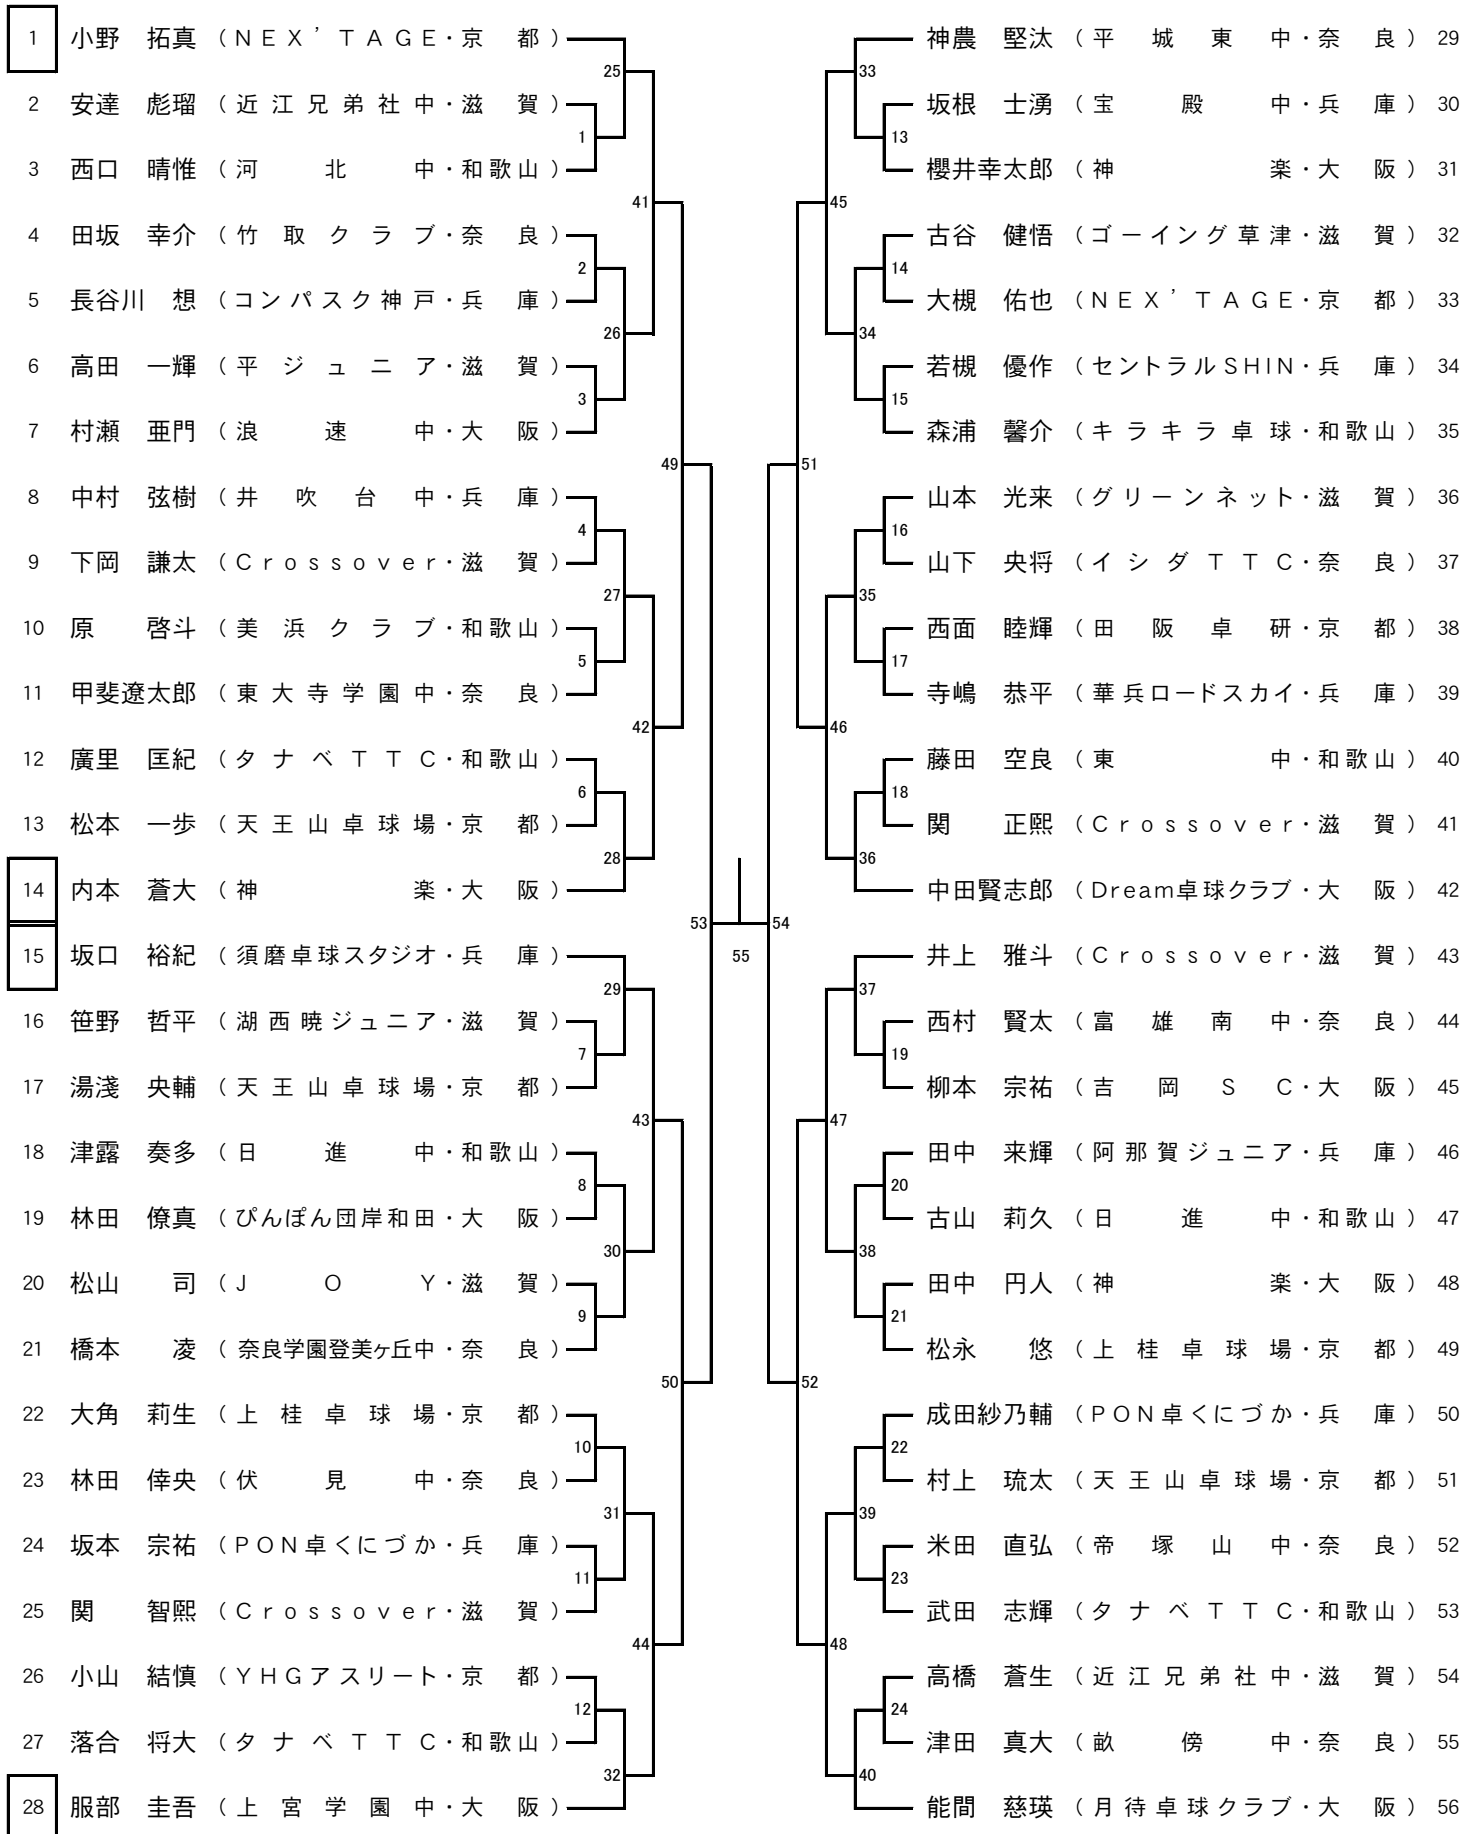 1 小野 拓真 (NEX’TAGE・京 都)
2 安達 彪瑠 (近江兄弟社中・滋 賀)
3 西口 晴惟 (河 北 中・和歌山)
4 田坂 幸介 (竹取クラブ・奈 良)
5 長谷川 想 (コンパスク神戸・兵 庫)
6 高田 一輝 (平ジュニア・滋 賀)
7 村瀬 亜門 (浪 速 中・大 阪)
8 中村 弦樹 (井吹台中・兵 庫)
9 下岡 謙太 (Crossover・滋 賀)
10 原 啓斗 (美浜クラブ・和歌山)
11 甲斐遼太郎 (東大寺学園中・奈 良)
12 廣里 匡紀 (タナベTTC・和歌山)
13 松本 一歩 (天王山卓球場・京 都)
14 内本 蒼大 (神 楽・大 阪)
15 坂口 裕紀 (須磨卓球スタジオ・兵 庫)
16 笹野 哲平 (湖西暁ジュニア・滋 賀)
17 湯淺 央輔 (天王山卓球場・京 都)
18 津露 奏多 (日 進 中・和歌山)
19 林田 僚真 (ぴんぽん団岸和田・大 阪)
20 松山 司 (J O Y・滋 賀)
21 橋本 凌 (奈良学園登美ヶ丘中・奈 良)
22 大角 莉生 (上桂卓球場・京 都)
23 林田 倖央 (伏 見 中・奈 良)
24 坂本 宗祐 (PON卓くにづか・兵 庫)
25 関 智熙 (Crossover・滋 賀)
26 小山 結慎 (YHGアスリート・京 都)
27 落合 将大 (タナベTTC・和歌山)
28 服部 圭吾 (上宮学園中・大 阪)
25
1
41
2
26
3
49
4
27
5
42
6
28
53
29
7
43
8
30
9
50
10
31
11
44
12
32
55
54
33
13
45
14
34
15
51
16
35
17
46
18
36
37
19
47
20
38
21
52
22
39
23
48
24
40
神農 堅汰 (平城東中・奈 良) 29
坂根 士湧 (宝 殿 中・兵 庫) 30
櫻井幸太郎 (神 楽・大 阪) 31
古谷 健悟 (ゴーイング草津・滋 賀) 32
大槻 佑也 (NEX’TAGE・京 都) 33
若槻 優作 (セントラルSHIN・兵 庫) 34
森浦 馨介 (キラキラ卓球・和歌山) 35
山本 光来 (グリーンネット・滋 賀) 36
山下 央将 (イシダTTC・奈 良) 37
西面 睦輝 (田阪卓研・京 都) 38
寺嶋 恭平 (華兵ロードスカイ・兵 庫) 39
藤田 空良 (東 中・和歌山) 40
関 正熙 (Crossover・滋 賀) 41
中田賢志郎 (Dream卓球クラブ・大 阪) 42
井上 雅斗 (Crossover・滋 賀) 43
西村 賢太 (富雄南中・奈 良) 44
柳本 宗祐 (吉岡SC・大 阪) 45
田中 来輝 (阿那賀ジュニア・兵 庫) 46
古山 莉久 (日 進 中・和歌山) 47
田中 円人 (神 楽・大 阪) 48
松永 悠 (上桂卓球場・京 都) 49
成田紗乃輔 (PON卓くにづか・兵 庫) 50
村上 琉太 (天王山卓球場・京 都) 51
米田 直弘 (帝塚山中・奈 良) 52
武田 志輝 (タナベTTC・和歌山) 53
高橋 蒼生 (近江兄弟社中・滋 賀) 54
津田 真大 (畝 傍 中・奈 良) 55
能間 慈瑛 (月待卓球クラブ・大 阪) 56